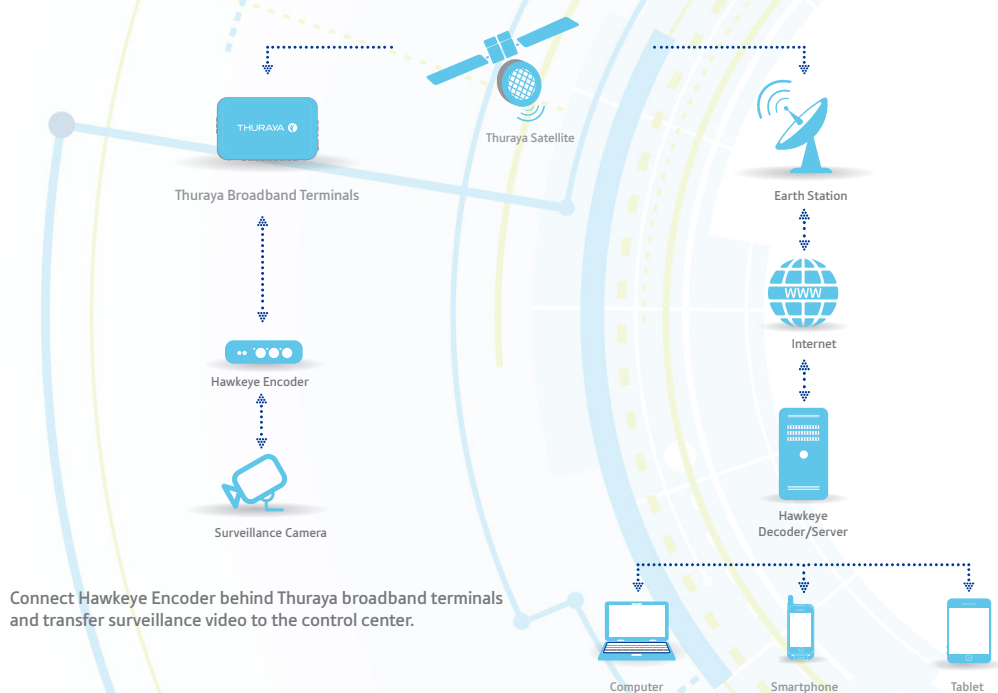 THURAYA
Thuraya Satellite
Thuraya Broadband Terminals
Earth Station
WWW
Internet
Hawkeye Encoder
Surveillance Camera
Hawkeye
Decoder/Server
Connect Hawkeye Encoder behind Thuraya broadband terminals
and transfer surveillance video to the control center.
Computer
Smartphone
Tablet